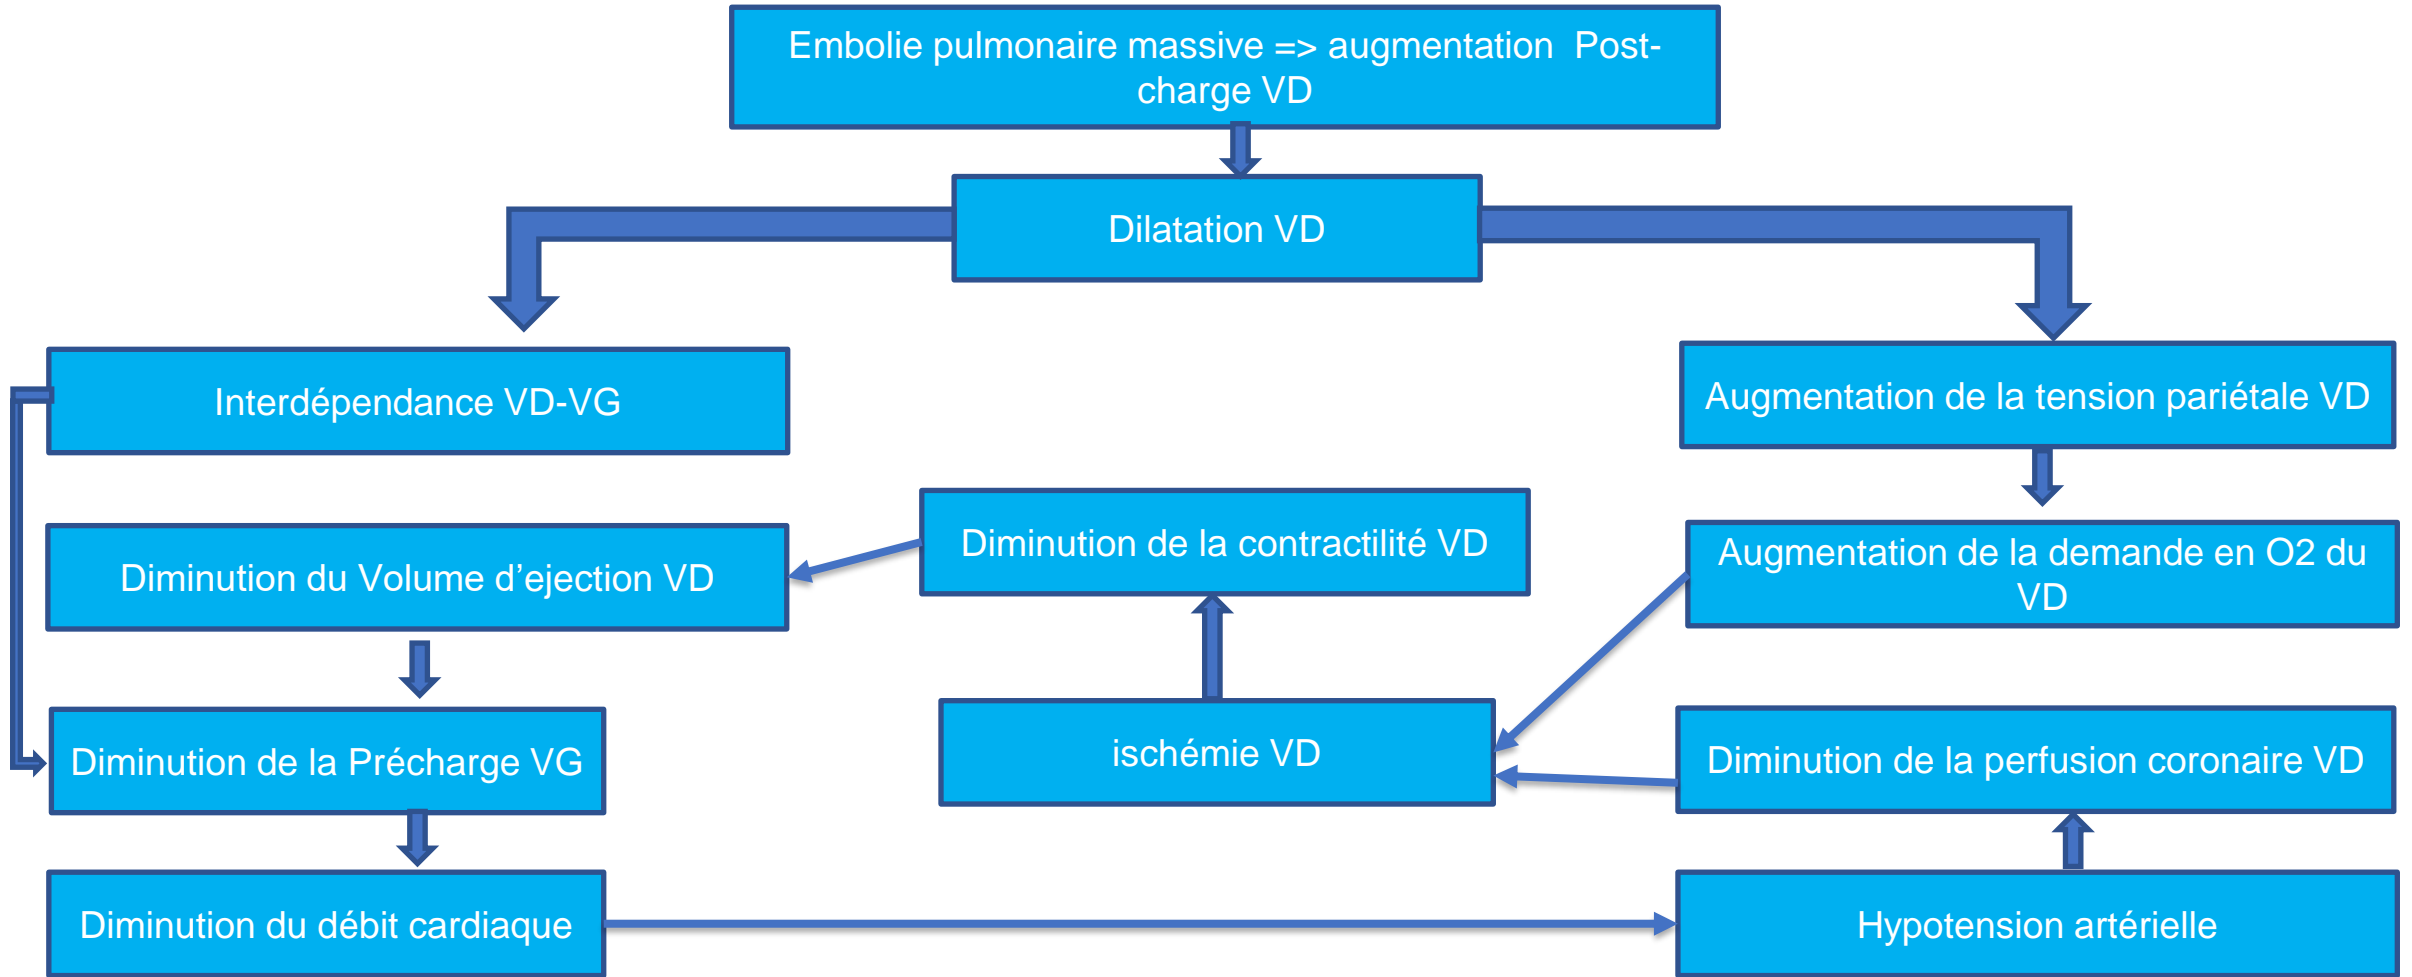 Embolie pulmonaire massive => augmentation  Post-
charge VD
Dilatation VD
Interdépendance VD-VG
Augmentation de la tension pariétale VD
Diminution de la contractilité VD
Diminution du Volume d’ejection VD
Augmentation de la demande en O2 du
VD
Diminution de la Précharge VG
ischémie VD
Diminution de la perfusion coronaire VD
Diminution du débit cardiaque
Hypotension artérielle